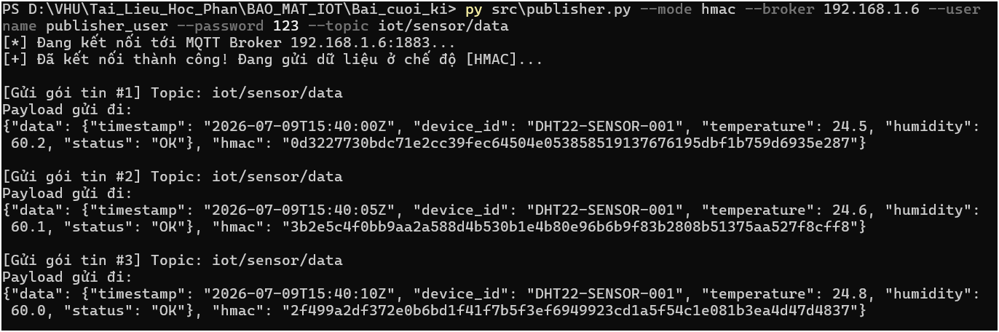 PS D:\VHU\Tai_Lieu_Hoc_Phan\BAO_MAT_IOT\Bai_cuoi_ki> py src\publisher.py --mode hmac --broker 192.168.1.6 --user
name publisher_user --password 123 --topic iot/sensor/data
[*] Đang kết nối tới MQTT Broker 192.168.1.6:1883...
[+] Đã kết nối thành công! Đang gửi dữ liệu ở chế độ [HMAC]...
[Gửi gói tin #1] Topic: iot/sensor/data
Payload gửi đi:
{"data": {"timestamp": "2026-07-09T15:40:00Z", "device_id": "DHT22-SENSOR-001", "temperature": 24.5, "humidity":
60.2, "status": "OK"}, "hmac": "0d3227730bdc71e2cc39fec64504e053858519137676195dbf1b759d6935e287"}
[Gửi gói tin #2] Topic: iot/sensor/data
Payload gửi đi:
{"data": {"timestamp": "2026-07-09T15:40:05Z", "device_id": "DHT22-SENSOR-001", "temperature": 24.6, "humidity":
60.1, "status": "OK"}, "hmac": "3b2e5c4f0bb9aa2a588d4b530b1e4b80e96b6b9f83b2808b51375aa527f8cff8"}
[Gửi gói tin #3] Topic: iot/sensor/data
Payload gửi đi:
{"data": {"timestamp": "2026-07-09T15:40:10Z", "device_id": "DHT22-SENSOR-001", "temperature": 24.8, "humidity":
60.0, "status": "OK"}, "hmac": "2f499a2df372e0b6bd1f41f7b5f3ef6949923cd1a5f54c1e081b3ea4d47d4837"}